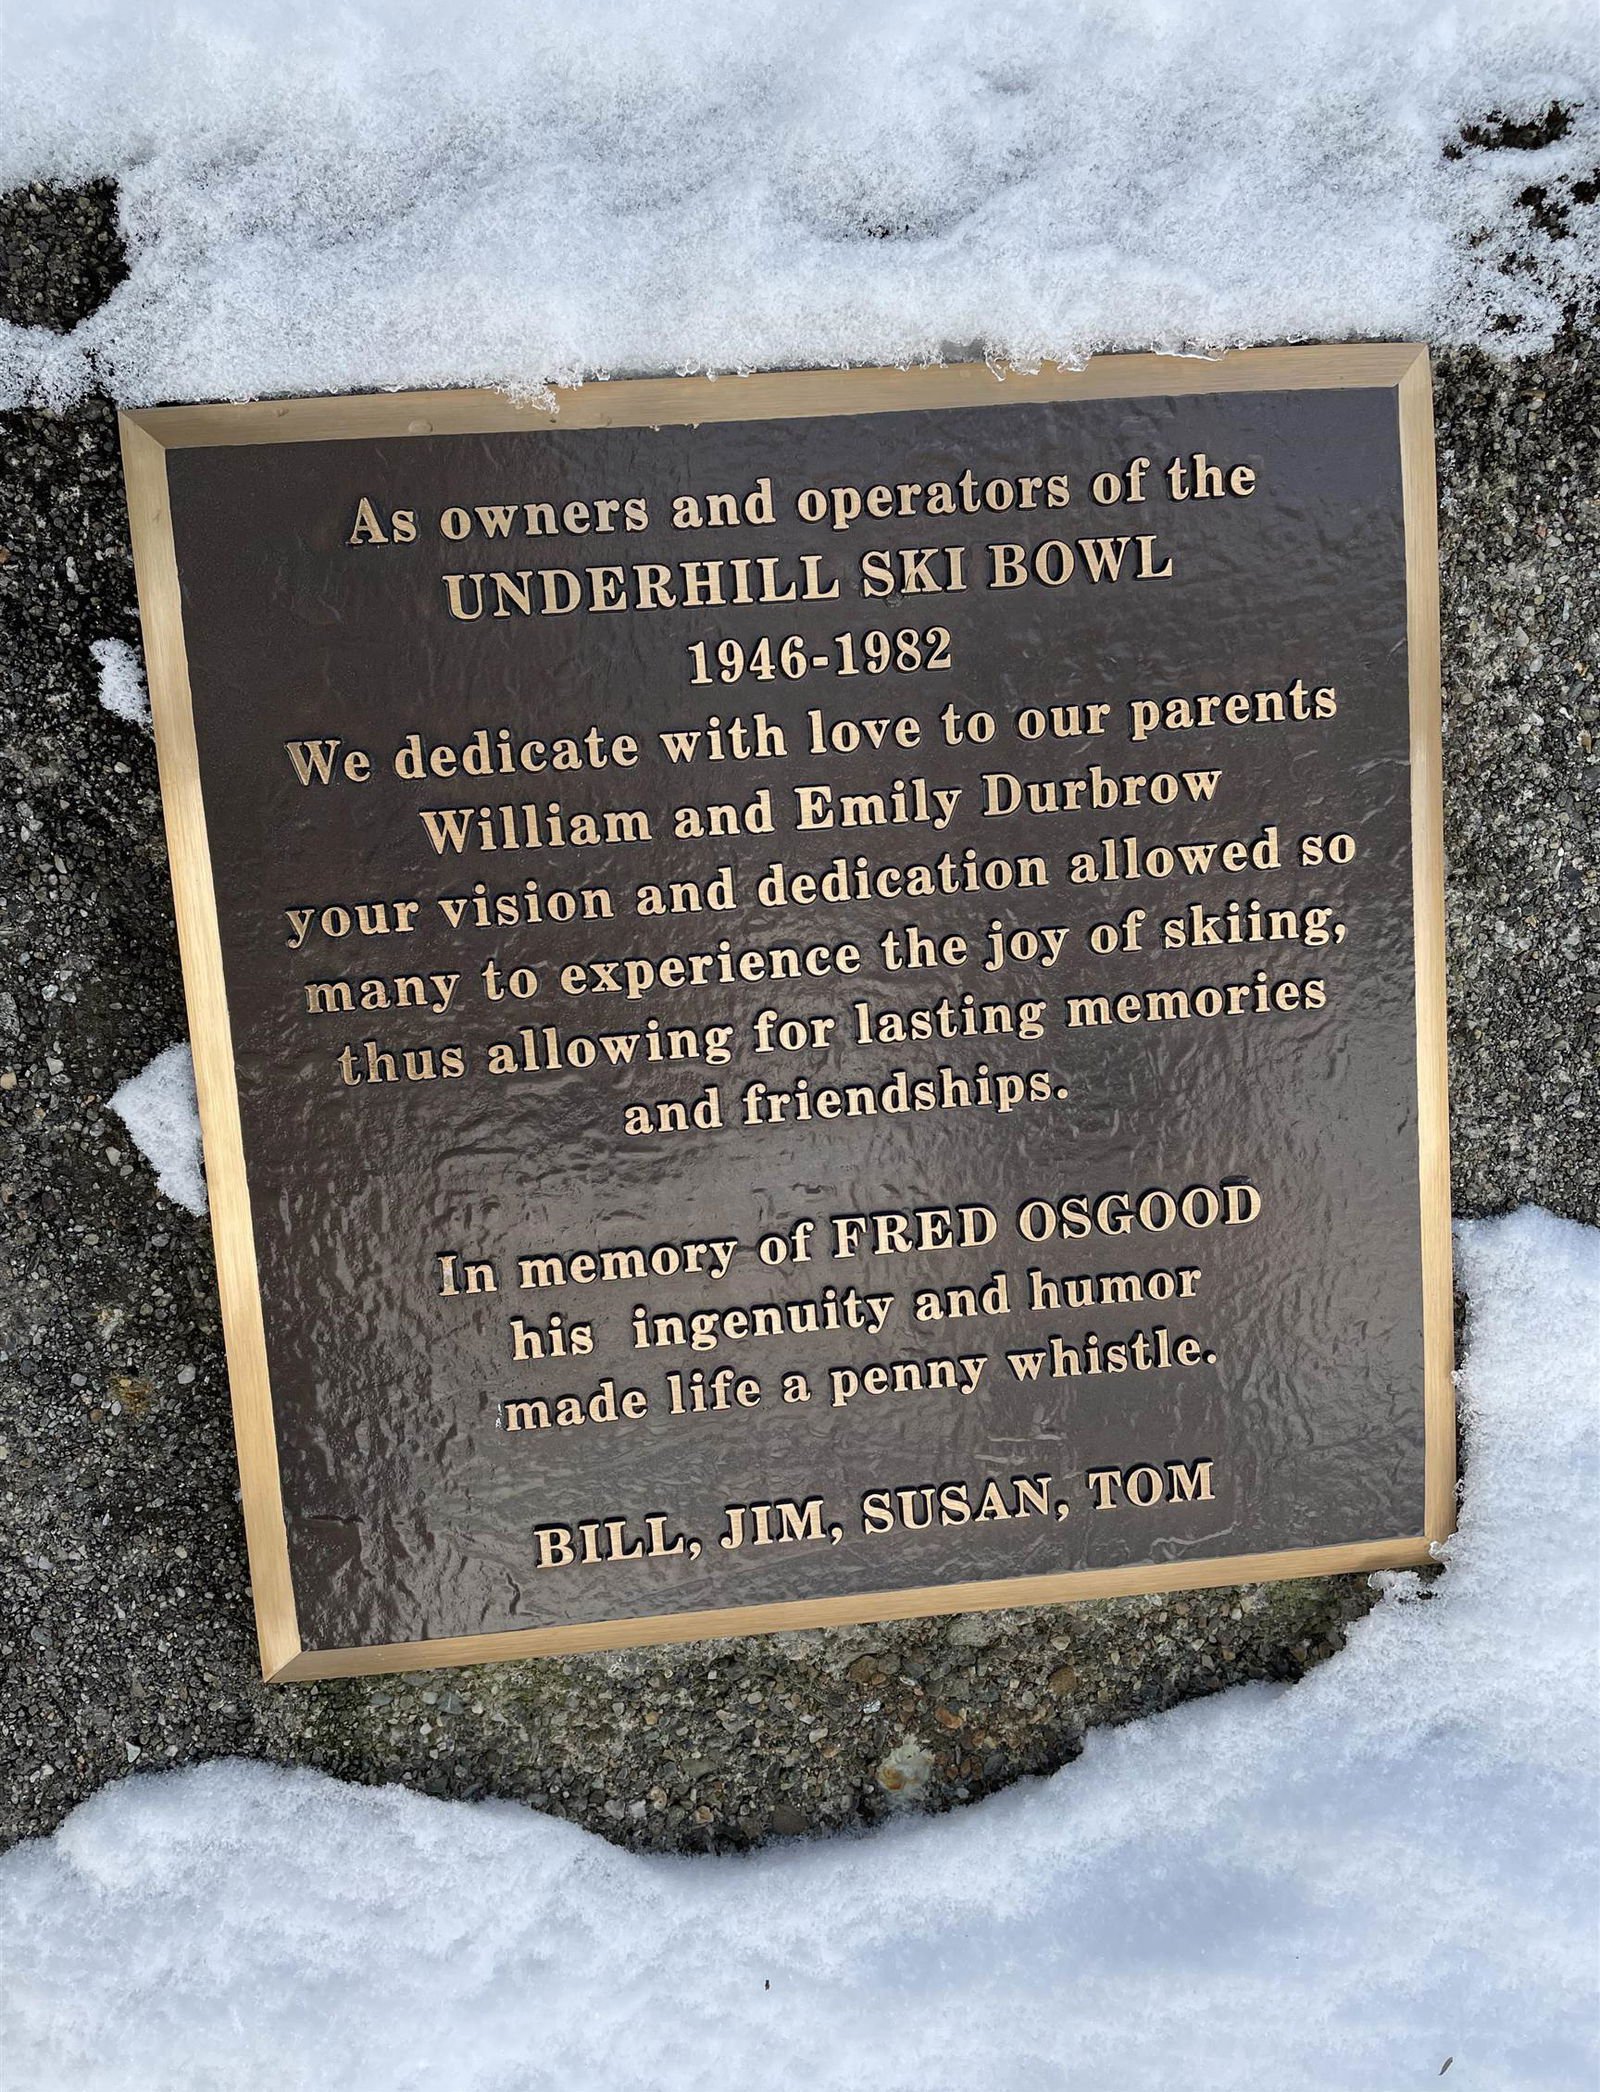 As owners and operators of the
UNDERHILL SKI BOWL
1946-1982
We dedicate with love to our parents
William and Emily Durbrow
your vision and dedication allowed so
many to experience the joy of skiing,
thus allowing for lasting memories
and friendships.
In memory of FRED OSGOOD
his ingenuity and humor
made life a penny whistle.
BILL, JIM, SUSAN, TOM